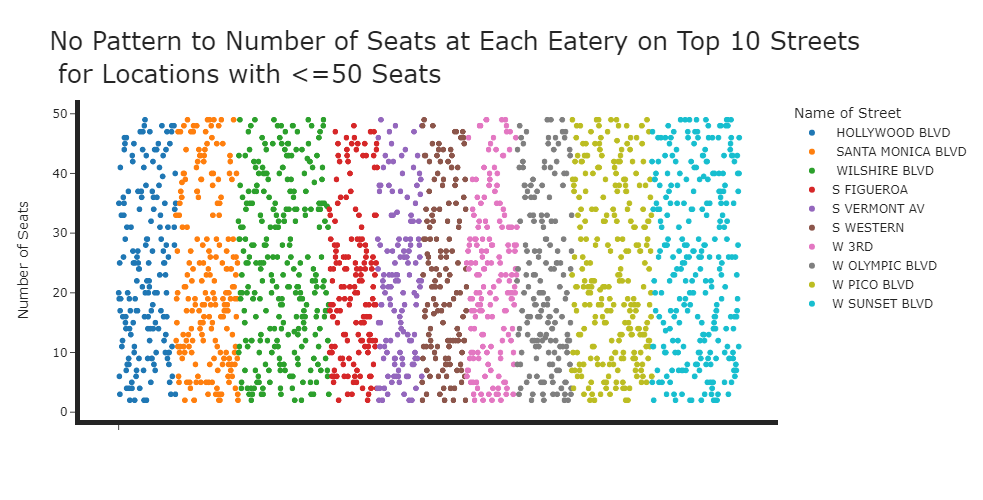 No Pattern to Number of Seats at Each Eatery on Top 10 Streets
for Locations with <=50 Seats
Name of Street
HOLLYWOOD BLVD
SANTA MONICA BLVD
WILSHIRE BLVD
S FIGUEROA
S VERMONT AV
S WESTERN
W 3RD
W OLYMPIC BLVD
W PICO BLVD
W SUNSET BLVD
Number of Seats
50
40
30
20
10
0